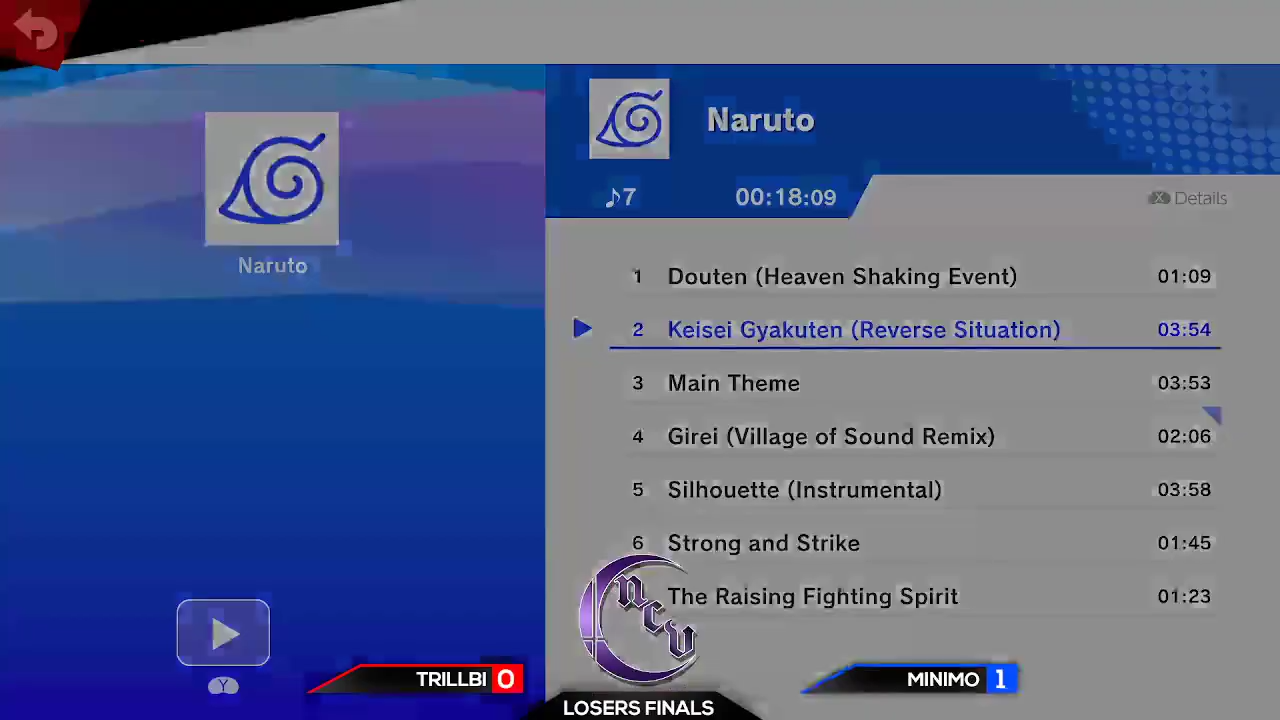 Naruto
♪7 00:18:09
X Details
Naruto
1 Douten (Heaven Shaking Event) 01:09
2 Keisei Gyakuten (Reverse Situation) 03:54
3 Main Theme 03:53
4 Girei (Village of Sound Remix) 02:06
5 Silhouette (Instrumental) 03:58
6 Strong and Strike 01:45
The Raising Fighting Spirit 01:23
ncv
Y
TRILLBI 0
MINIMO 1
LOSERS FINALS